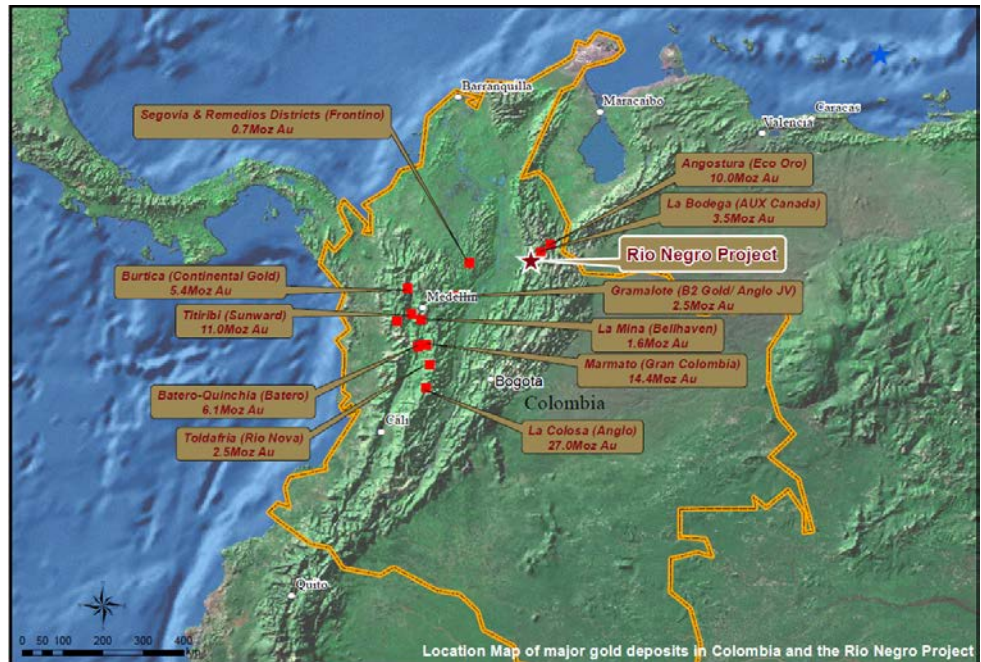 Barranquilla
Maracaibo
Caracas
Valencia
Segovia & Remedios Districts (Frontino)
0.7Moz Au
Angostura (Eco Oro)
10.0Moz Au
La Bodega (AUX Canada)
3.5Moz Au
Rio Negro Project
Burtica (Continental Gold)
5.4Moz Au
Medellin
Gramalote (B2 Gold/ Anglo JV)
2.5Moz Au
Titiribi (Sunward)
11.0Moz Au
La Mina (Bellhaven)
1.6Moz Au
Marmato (Gran Colombia)
14.4Moz Au
Bogota
Colombia
Batero-Quinchia (Batero)
6.1Moz Au
Toldafria (Rio Nova)
2.5Moz Au
Cali
La Colosa (Anglo)
27.0Moz Au
Quito
0 50 100 200 300 400
Location Map of major gold deposits in Colombia and the Rio Negro Project